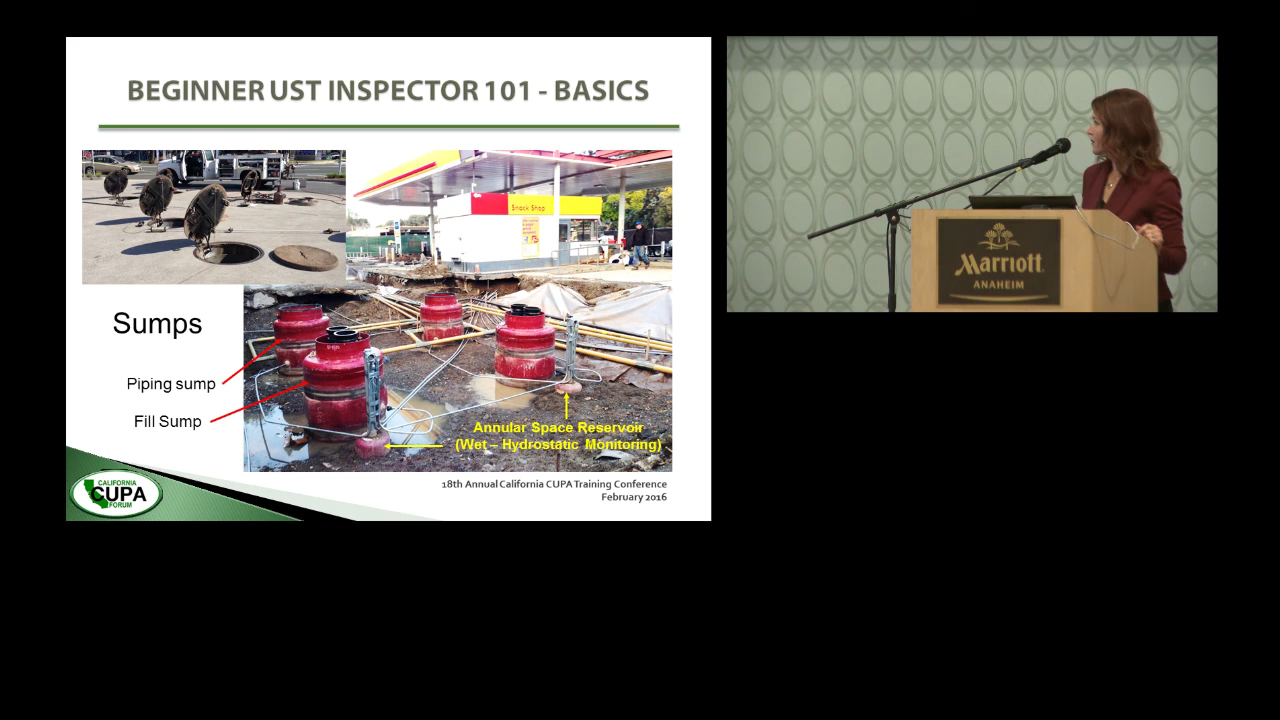 BEGINNER UST INSPECTOR 101 - BASICS
Snack Shop
Sumps
Piping sump
Fill Sump
Annular Space Reservoir
(Wet – Hydrostatic Monitoring)
CALIFORNIA
CUPA
FORUM
18th Annual California CUPA Training Conference
February 2016
Marriott
ANAHEIM